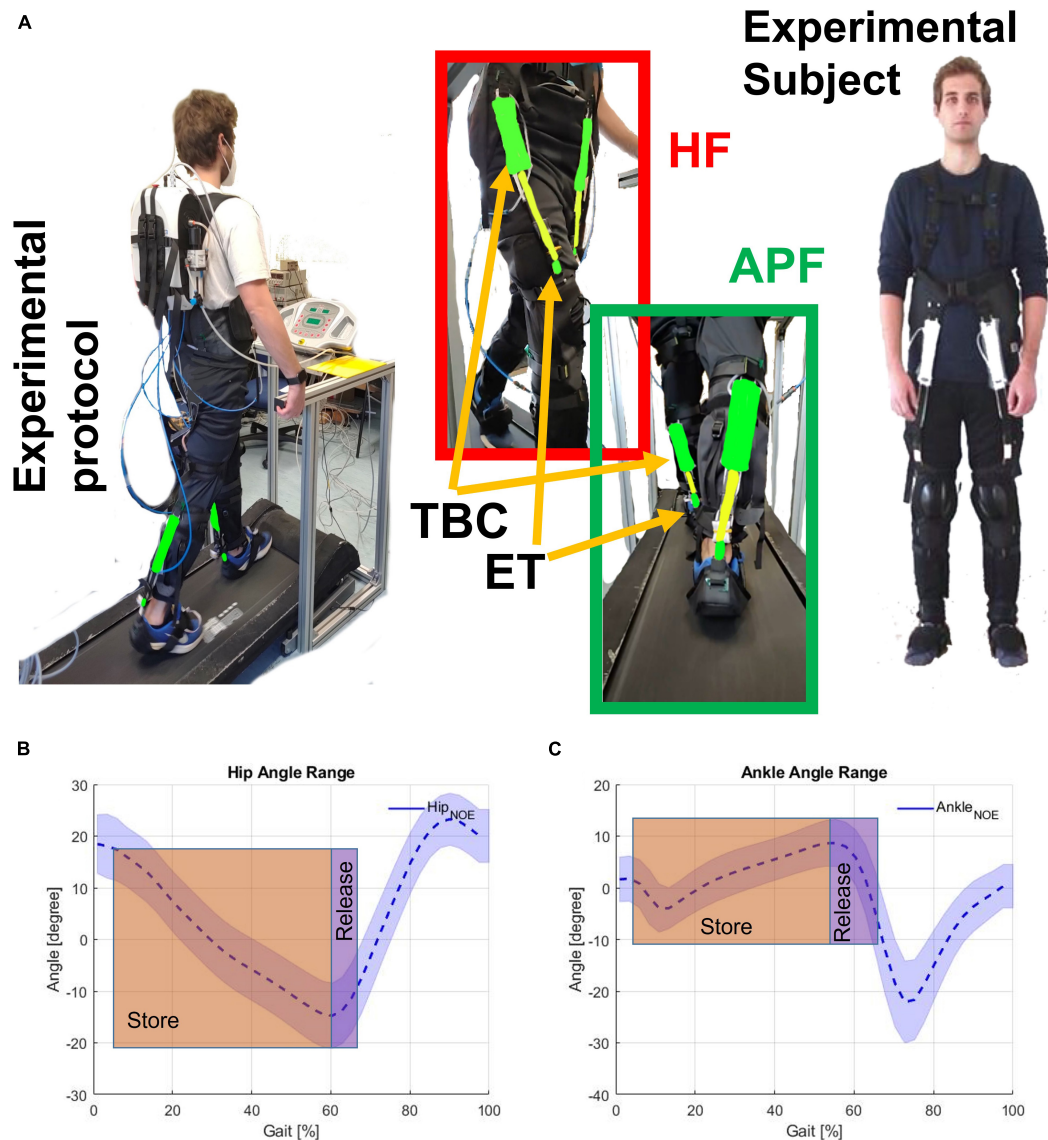 A
Experimental
Subject
HF
APF
Experimental
protocol
TBC
ET
B
Hip Angle Range
30
20
10
0
-10
-20
-30
Angle [degree]
Hip_NOE
Store
Release
0
20
40
60
80
100
Gait [%]
C
Ankle Angle Range
20
10
0
-10
-20
-30
-40
Angle [degree]
Ankle_NOE
Store
Release
0
20
40
60
80
100
Gait [%]